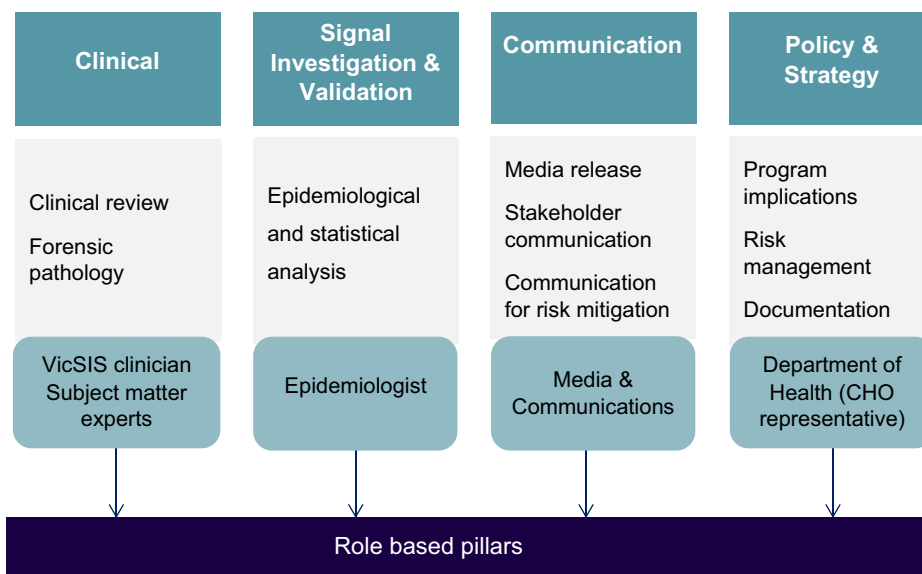 Clinical
Signal
Investigation &
Validation
Communication
Policy &
Strategy
Clinical review
Forensic
pathology
Epidemiological
and statistical
analysis
Media release
Stakeholder
communication
Communication
for risk mitigation
Program
implications
Risk
management
Documentation
VicSIS clinician
Subject matter
experts
Epidemiologist
Media &
Communications
Department of
Health (CHO
representative)
Role based pillars